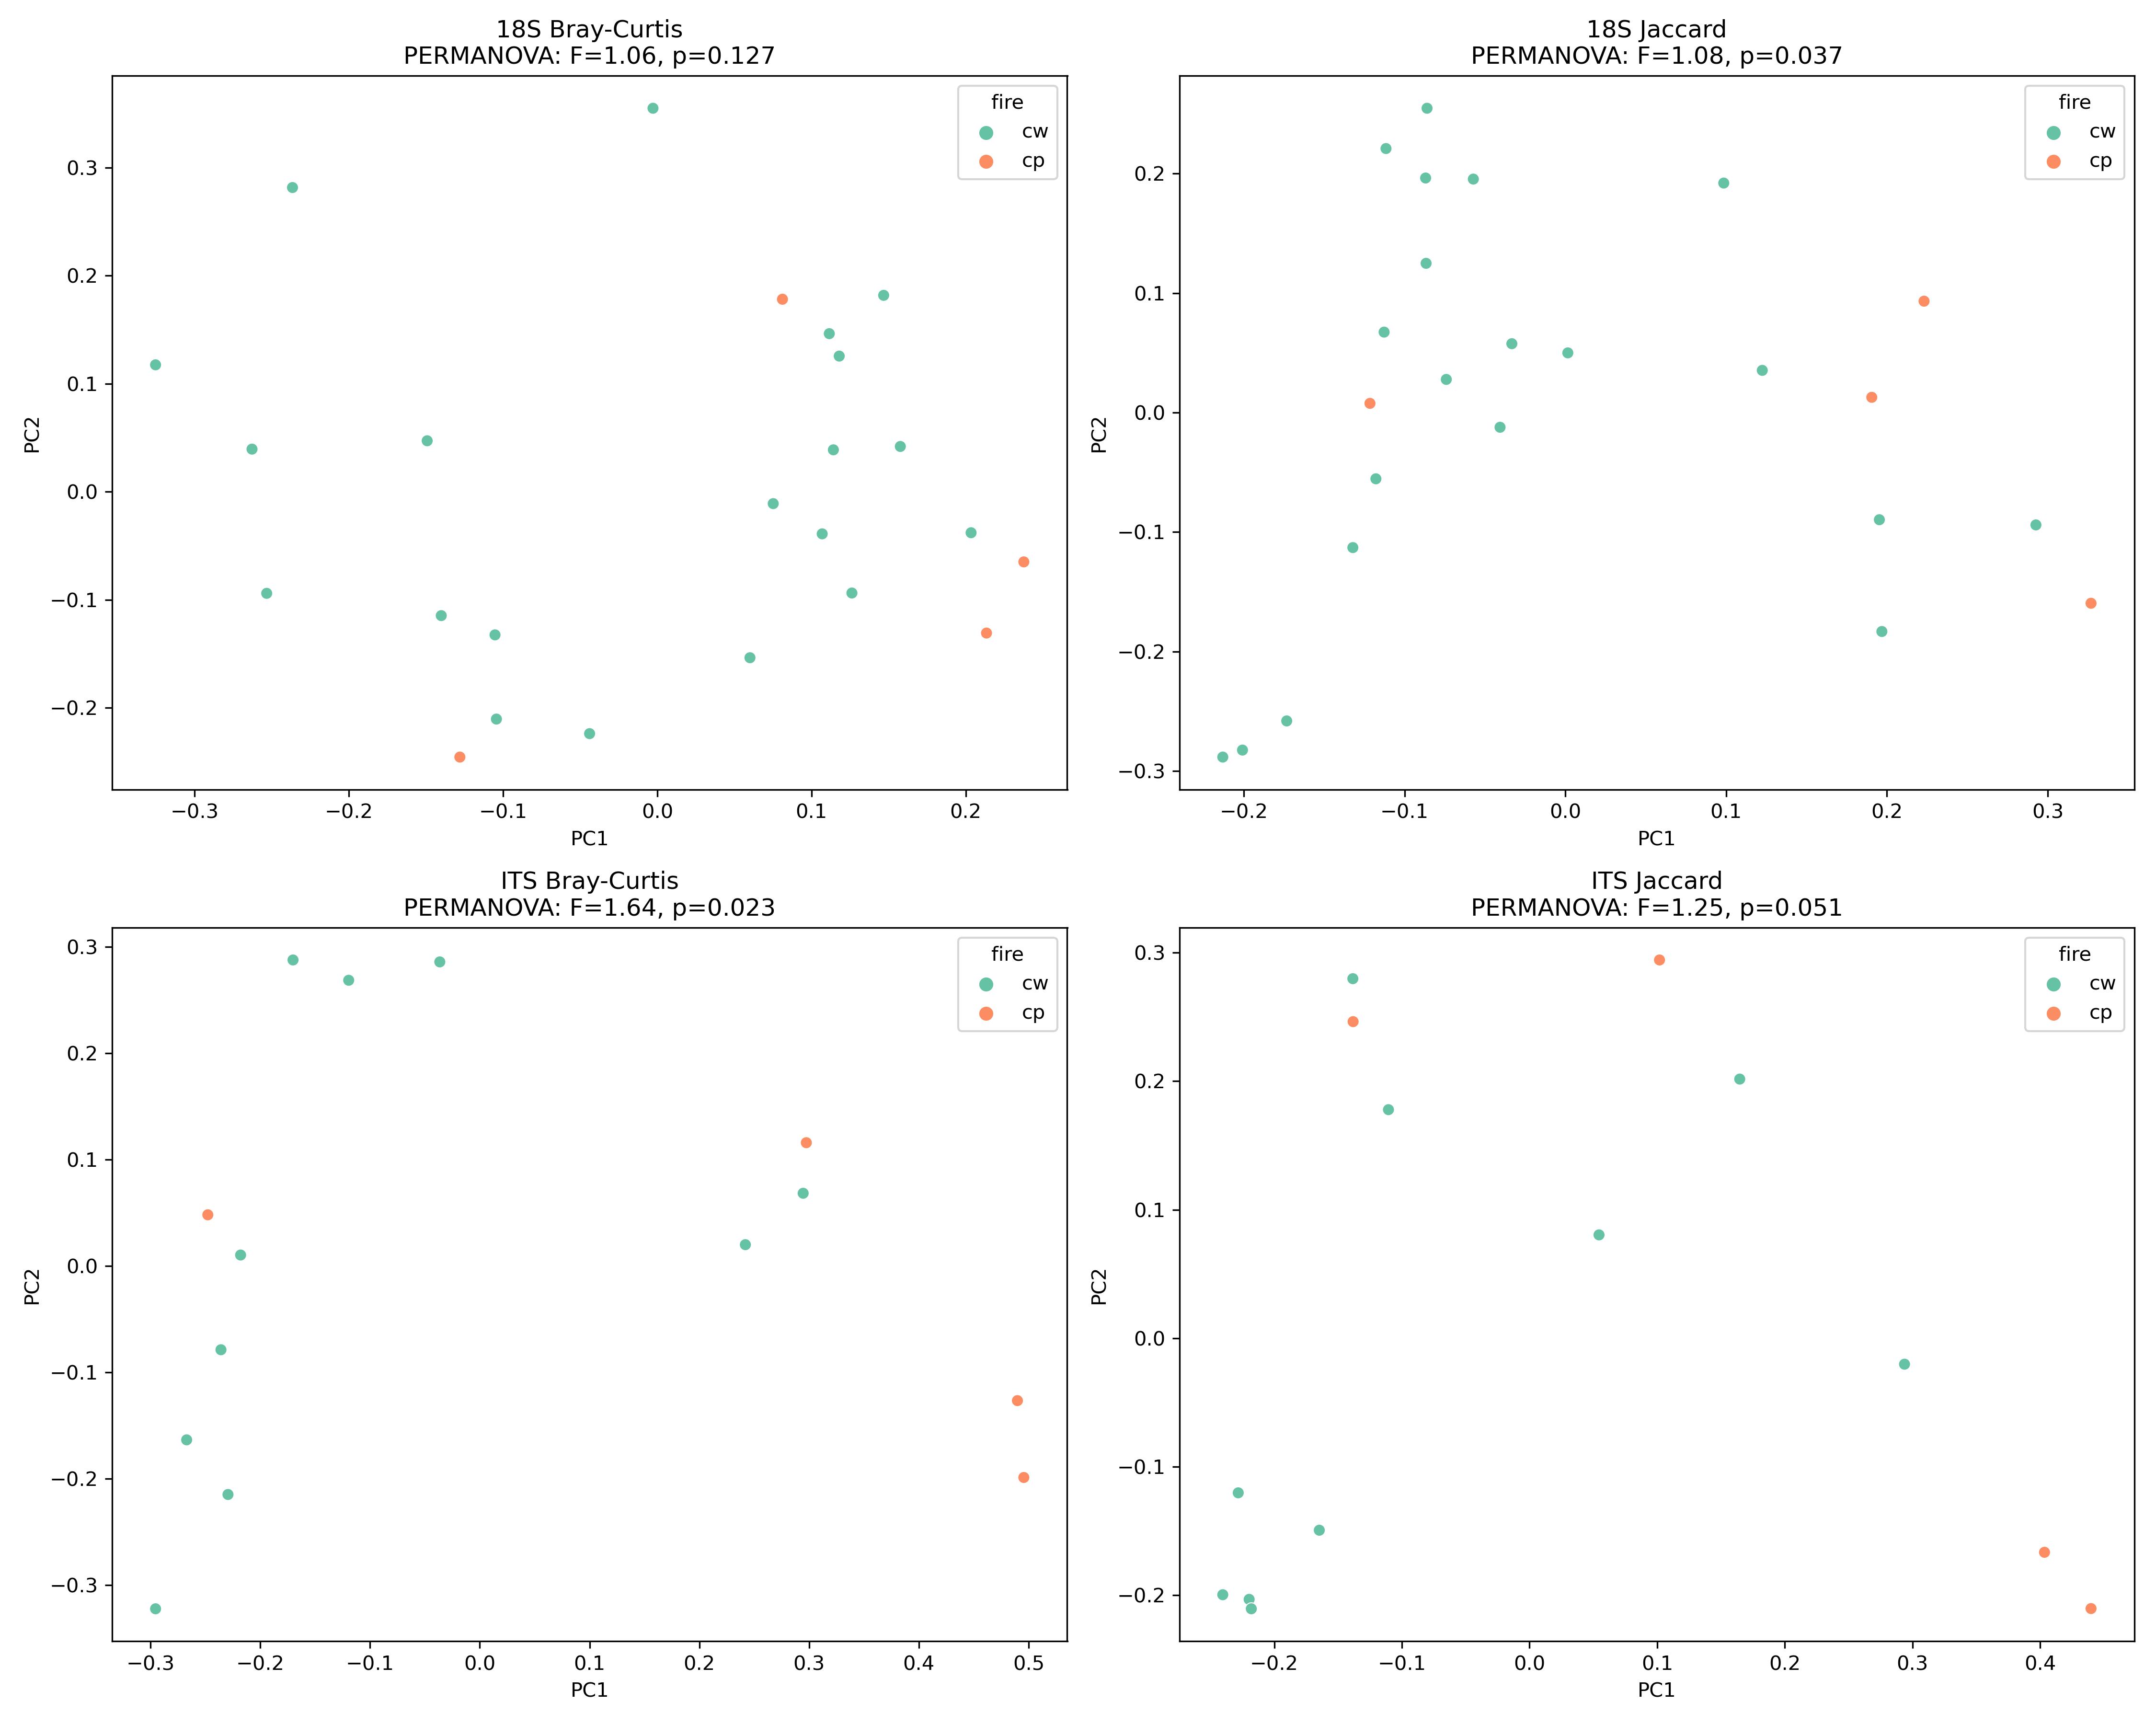 18S Bray-Curtis
PERMANOVA: F=1.06, p=0.127
fire
cw
cp
0.3
0.2
0.1
0.0
−0.1
−0.2
PC2
−0.3
−0.2
−0.1
0.0
0.1
0.2
PC1
18S Jaccard
PERMANOVA: F=1.08, p=0.037
fire
cw
cp
0.2
0.1
0.0
−0.1
−0.2
−0.3
PC2
−0.2
−0.1
0.0
0.1
0.2
0.3
PC1
ITS Bray-Curtis
PERMANOVA: F=1.64, p=0.023
fire
cw
cp
0.3
0.2
0.1
0.0
−0.1
−0.2
−0.3
PC2
−0.3
−0.2
−0.1
0.0
0.1
0.2
0.3
0.4
0.5
PC1
ITS Jaccard
PERMANOVA: F=1.25, p=0.051
fire
cw
cp
0.3
0.2
0.1
0.0
−0.1
−0.2
PC2
−0.2
−0.1
0.0
0.1
0.2
0.3
0.4
PC1